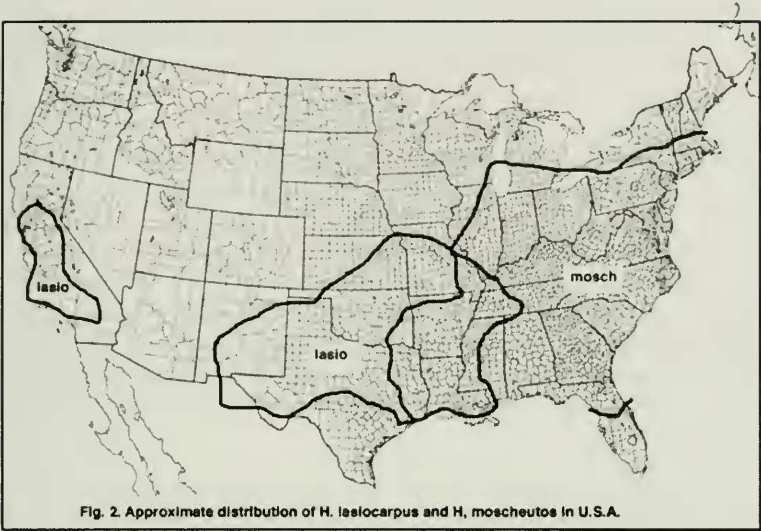 lasio
mosch
lasio
Fig. 2. Approximate distribution of H. lasiocarpus and H, moscheutos in U.S.A.